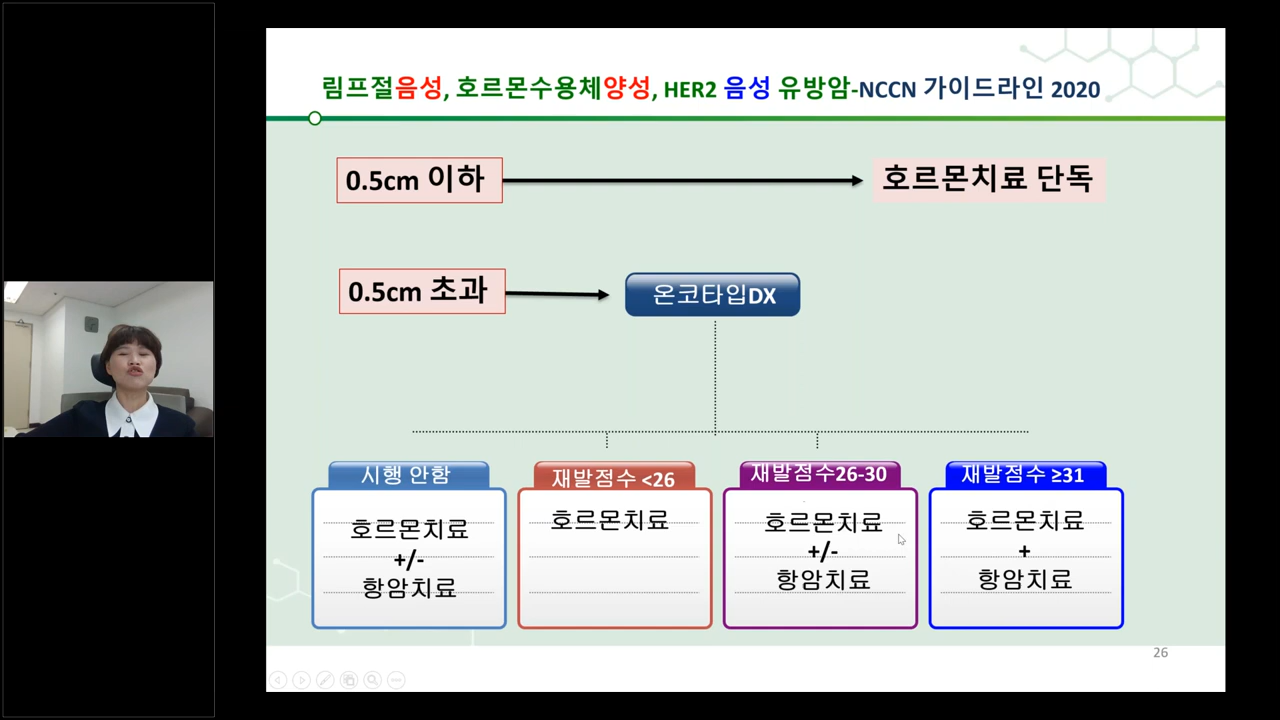 림프절음성, 호르몬수용체양성, HER2 음성 유방암-NCCN 가이드라인 2020
0.5cm 이하
호르몬치료 단독
0.5cm 초과
온코타입DX
시행 안함
호르몬치료
+/-
항암치료
재발점수 <26
호르몬치료
재발점수26-30
호르몬치료
+/-
항암치료
재발점수 ≥31
호르몬치료
+
항암치료
26